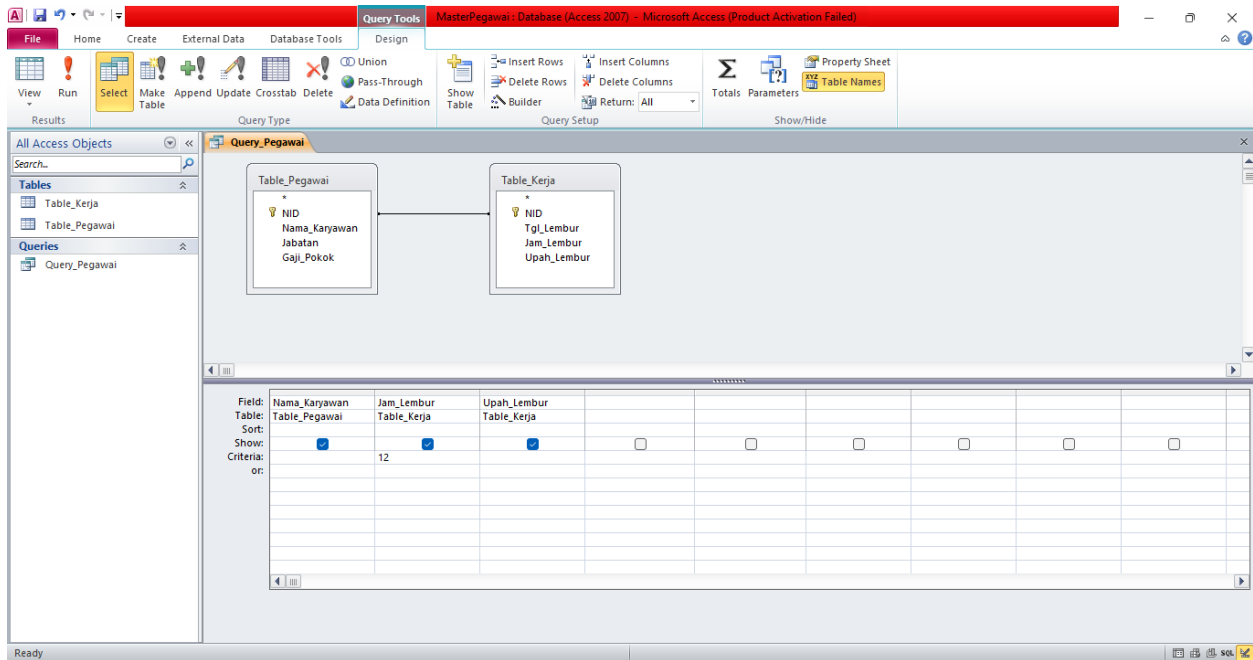 Query Tools
MasterPegawai : Database (Access 2007) - Microsoft Access (Product Activation Failed)
File Home Create External Data Database Tools Design
Union
Pass-Through
Data Definition
Insert Rows
Delete Rows
Builder
Insert Columns
Delete Columns
Return: All
Property Sheet
Table Names
View Run Select Make Table Append Update Crosstab Delete Show Table Totals Parameters
Results Query Type Query Setup Show/Hide
All Access Objects
Search...
Tables
Table_Kerja
Table_Pegawai
Queries
Query_Pegawai
Query_Pegawai
Table_Pegawai
*
NID
Nama_Karyawan
Jabatan
Gaji_Pokok
Table_Kerja
*
NID
Tgl_Lembur
Jam_Lembur
Upah_Lembur
Field: Nama_Karyawan Jam_Lembur Upah_Lembur
Table: Table_Pegawai Table_Kerja Table_Kerja
Sort:
Show:
Criteria: 12
or:
Ready
SQL